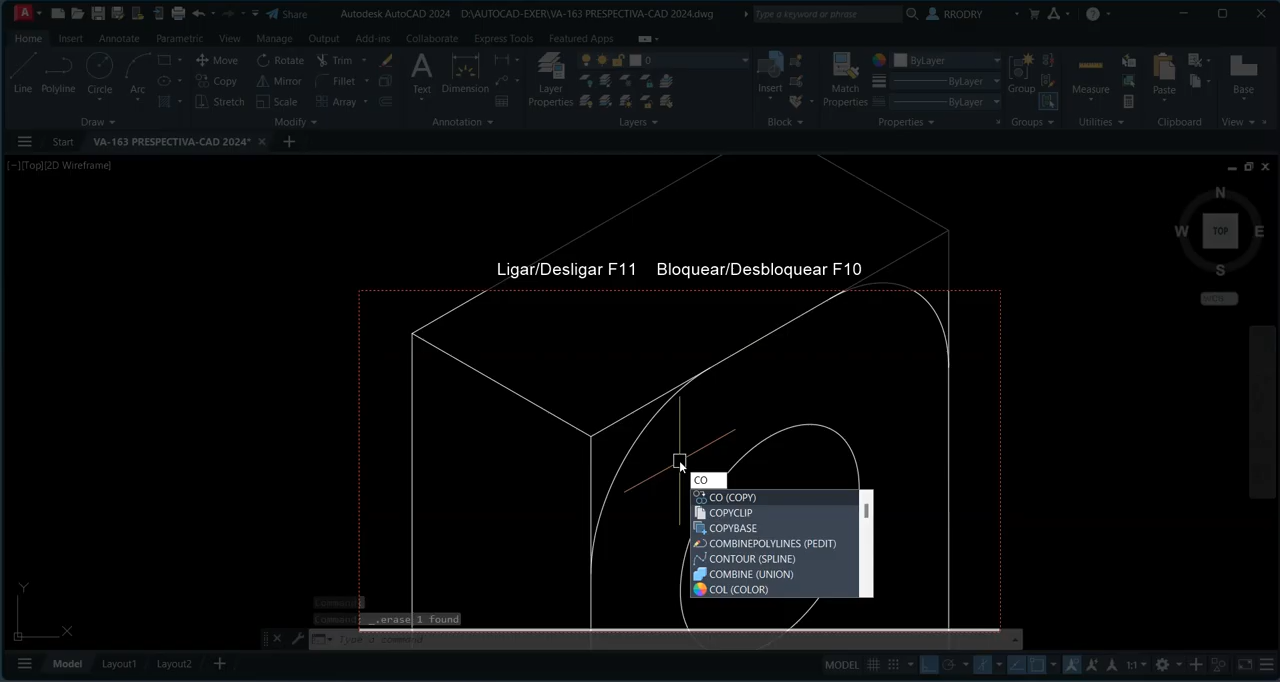 A Share Autodesk AutoCAD 2024 D:\AUTOCAD-EXER\VA-163 PRESPECTIVA-CAD 2024.dwg Type a keyword or phrase RRODRY
Home Insert Annotate Parametric View Manage Output Add-ins Collaborate Express Tools Featured Apps
Line Polyline Circle Arc
Move Rotate Trim
Copy Mirror Fillet
Stretch Scale Array
Text Dimension
Layer Properties
0
Insert
Match Properties
ByLayer
ByLayer
ByLayer
Group
Measure
Paste
Base
Draw Modify Annotation Layers Block Properties Groups Utilities Clipboard View
Start VA-163 PRESPECTIVA-CAD 2024*
[−][Top][2D Wireframe]
N
W TOP E
S
Ligar/Desligar F11 Bloquear/Desbloquear F10
CO
CO (COPY)
COPYCLIP
COPYBASE
COMBINEPOLYLINES (PEDIT)
CONTOUR (SPLINE)
COMBINE (UNION)
COL (COLOR)
Y
X
Command:
Command: _.erase 1 found
Type a command
Model Layout1 Layout2 MODEL 1:1